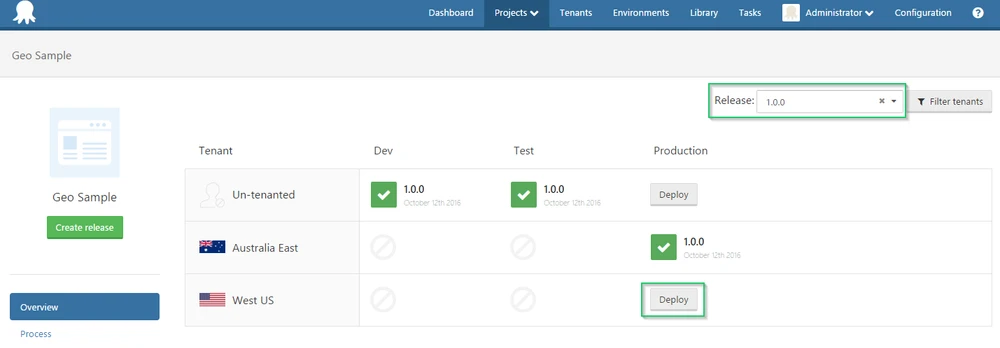 Dashboard Projects Tenants Environments Library Tasks Administrator Configuration ?
Geo Sample
Release: 1.0.0 Filter tenants
Tenant Dev Test Production
Un-tenanted 1.0.0 1.0.0 Deploy
October 12th 2016 October 12th 2016
Geo Sample
Create release
Australia East 1.0.0
October 12th 2016
West US Deploy
Overview
Process